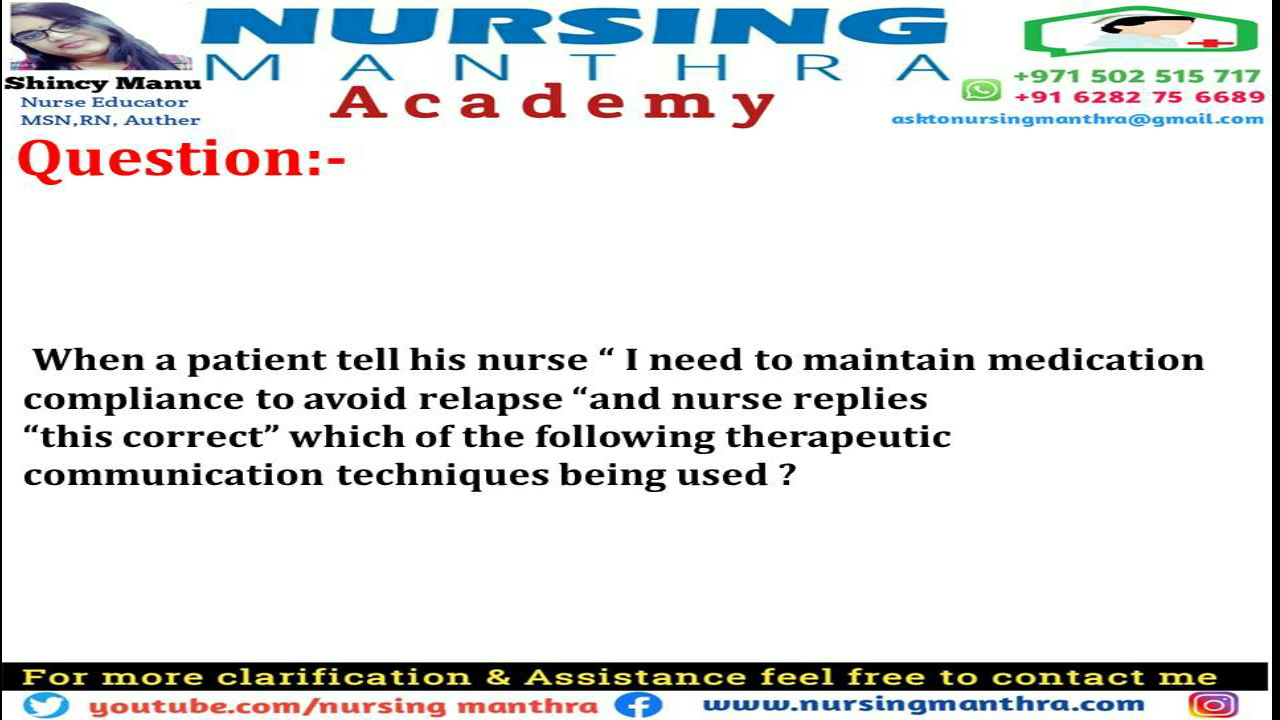 NURSING
MANTHRA
Academy
Shincy Manu
Nurse Educator
MSN,RN, Auther
+971 502 515 717
+91 6282 75 6689
asktonursingmanthra@gmail.com
Question:-
When a patient tell his nurse “ I need to maintain medication
compliance to avoid relapse “and nurse replies
“this correct” which of the following therapeutic
communication techniques being used ?
For more clarification & Assistance feel free to contact me
youtube.com/nursing manthra
www.nursingmanthra.com